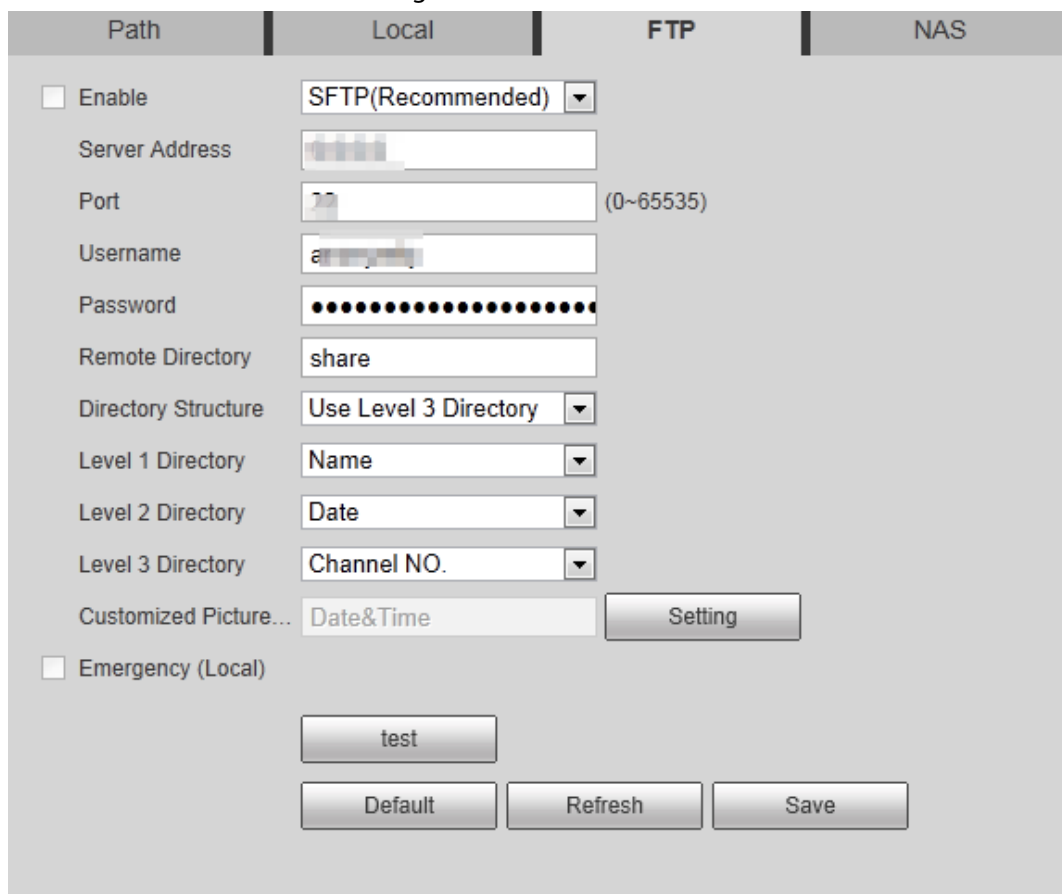 Path Local FTP NAS
Enable SFTP(Recommended)
Server Address
Port (0~65535)
Username
Password
Remote Directory share
Directory Structure Use Level 3 Directory
Level 1 Directory Name
Level 2 Directory Date
Level 3 Directory Channel NO.
Customized Picture... Date&Time Setting
Emergency (Local)
test
Default Refresh Save